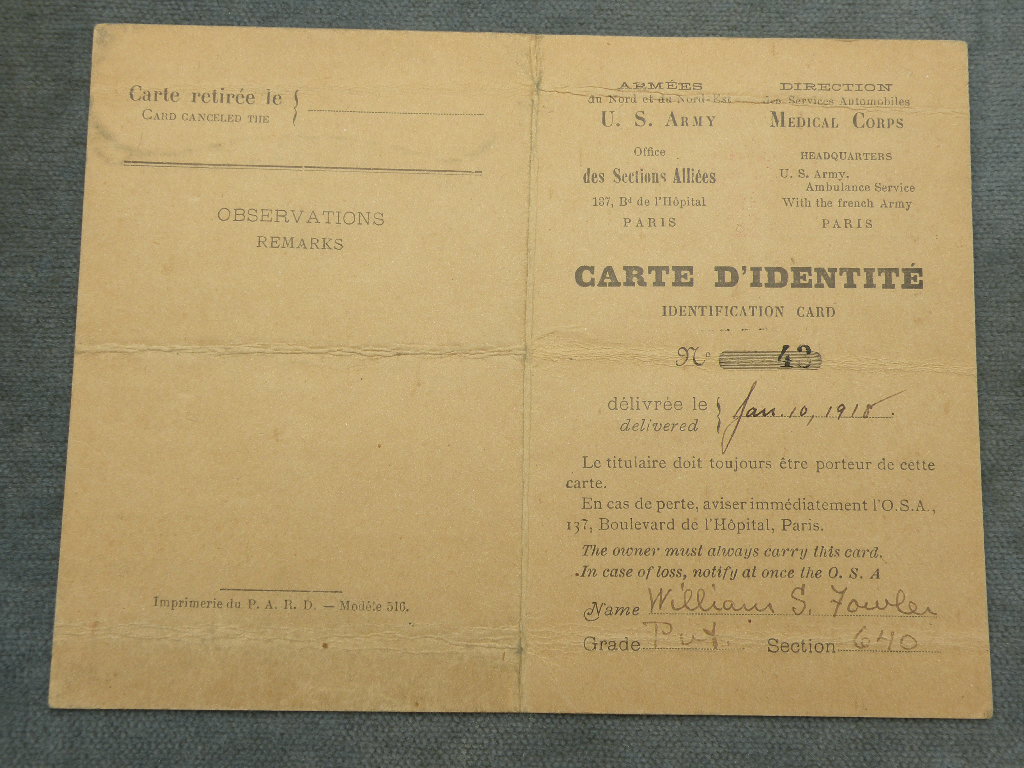 Carte retirée le {
CARD CANCELED THE
OBSERVATIONS
REMARKS
Imprimerie du P. A. R. D. — Modèle 516.
ARMÉES
du Nord et du Nord-Est
U. S. ARMY
Office
des Sections Alliées
137, Bd de l'Hôpital
PARIS
DIRECTION
des Services Automobiles
MEDICAL CORPS
HEADQUARTERS
U. S. Army.
Ambulance Service
With the french Army
PARIS
CARTE D'IDENTITÉ
IDENTIFICATION CARD
No 43
délivrée le { Jan. 10, 1918.
delivered
Le titulaire doit toujours être porteur de cette
carte.
En cas de perte, aviser immédiatement l'O.S.A.,
137, Boulevard de l'Hôpital, Paris.
The owner must always carry this card.
In case of loss, notify at once the O. S. A
Name William S. Fowler
Grade Pvt. Section 640